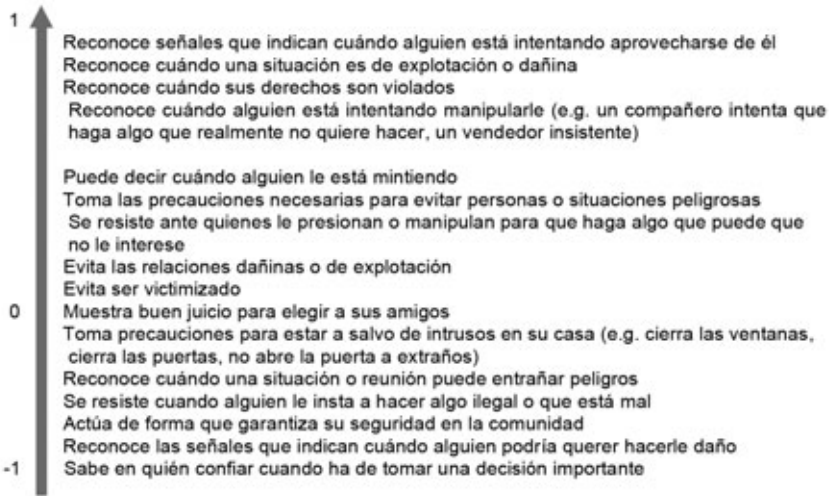 1
Reconoce señales que indican cuándo alguien está intentando aprovecharse de él
Reconoce cuándo una situación es de explotación o dañina
Reconoce cuándo sus derechos son violados
Reconoce cuándo alguien está intentando manipularle (e.g. un compañero intenta que
haga algo que realmente no quiere hacer, un vendedor insistente)
Puede decir cuándo alguien le está mintiendo
Toma las precauciones necesarias para evitar personas o situaciones peligrosas
Se resiste ante quienes le presionan o manipulan para que haga algo que puede que
no le interese
Evita las relaciones dañinas o de explotación
Evita ser victimizado
0 Muestra buen juicio para elegir a sus amigos
Toma precauciones para estar a salvo de intrusos en su casa (e.g. cierra las ventanas,
cierra las puertas, no abre la puerta a extraños)
Reconoce cuándo una situación o reunión puede entrañar peligros
Se resiste cuando alguien le insta a hacer algo ilegal o que está mal
Actúa de forma que garantiza su seguridad en la comunidad
Reconoce las señales que indican cuándo alguien podría querer hacerle daño
-1 Sabe en quién confiar cuando ha de tomar una decisión importante